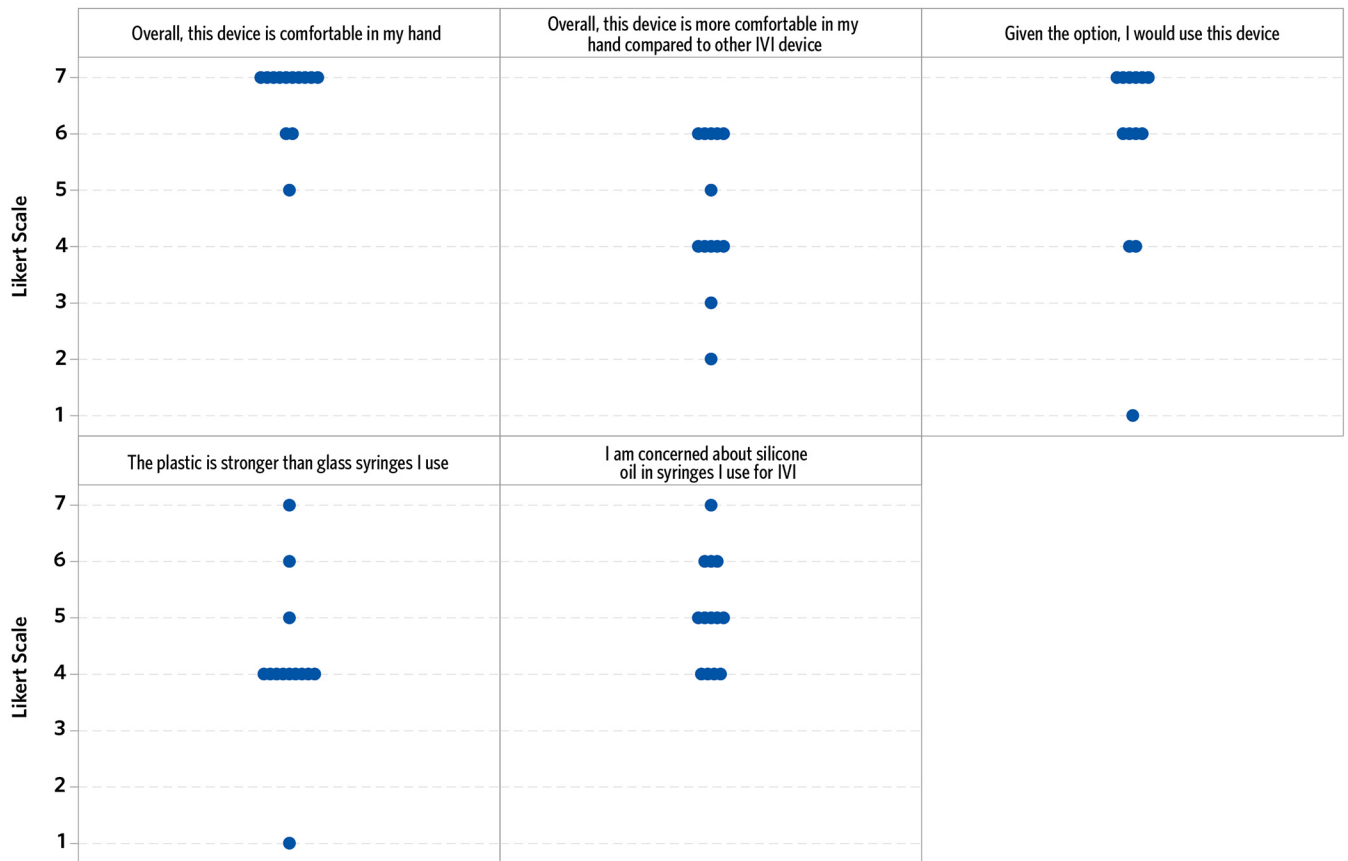 Overall, this device is comfortable in my hand
Overall, this device is more comfortable in my
hand compared to other IVI device
Given the option, I would use this device
Likert Scale
7
6
5
4
3
2
1
The plastic is stronger than glass syringes I use
I am concerned about silicone
oil in syringes I use for IVI
Likert Scale
7
6
5
4
3
2
1